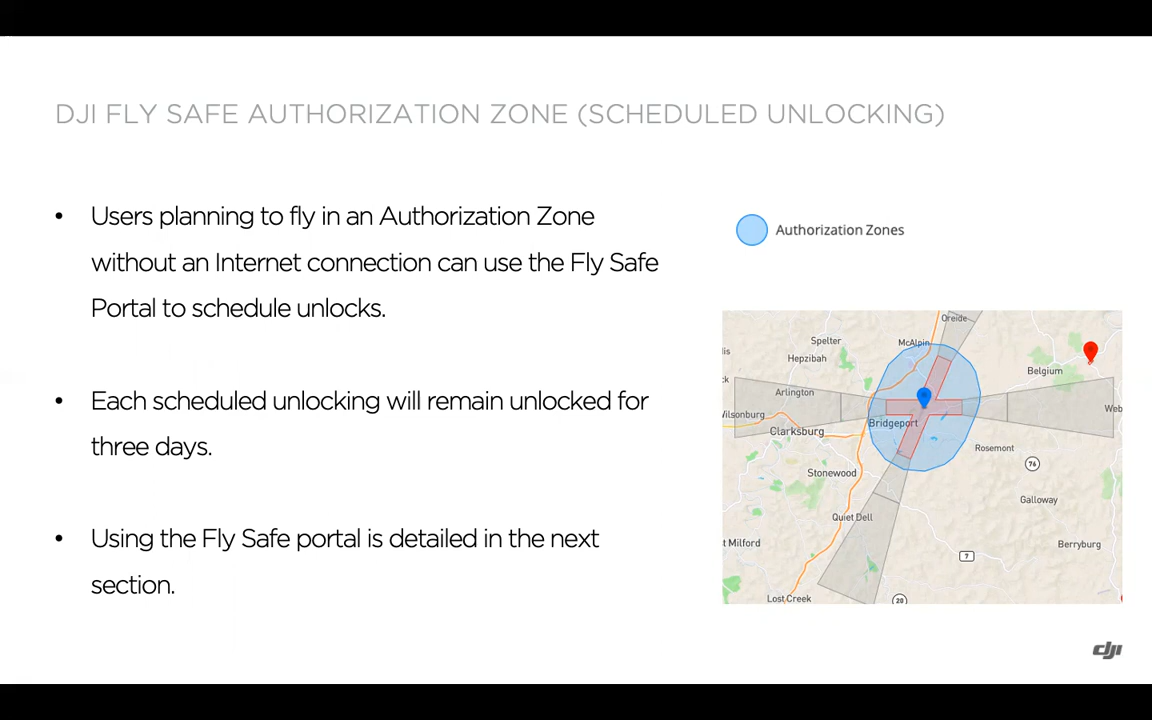 DJI FLY SAFE AUTHORIZATION ZONE (SCHEDULED UNLOCKING)
• Users planning to fly in an Authorization Zone
without an Internet connection can use the Fly Safe
Portal to schedule unlocks.
• Each scheduled unlocking will remain unlocked for
three days.
• Using the Fly Safe portal is detailed in the next
section.
Authorization Zones
Oreide
Spelter
McAlpin
Hepzibah
Belgium
Arlington
Wilsonburg
Bridgeport
Clarksburg
Rosemont
76
Stonewood
Galloway
Quiet Dell
t Milford
Berryburg
7
Lost Creek
20
dji